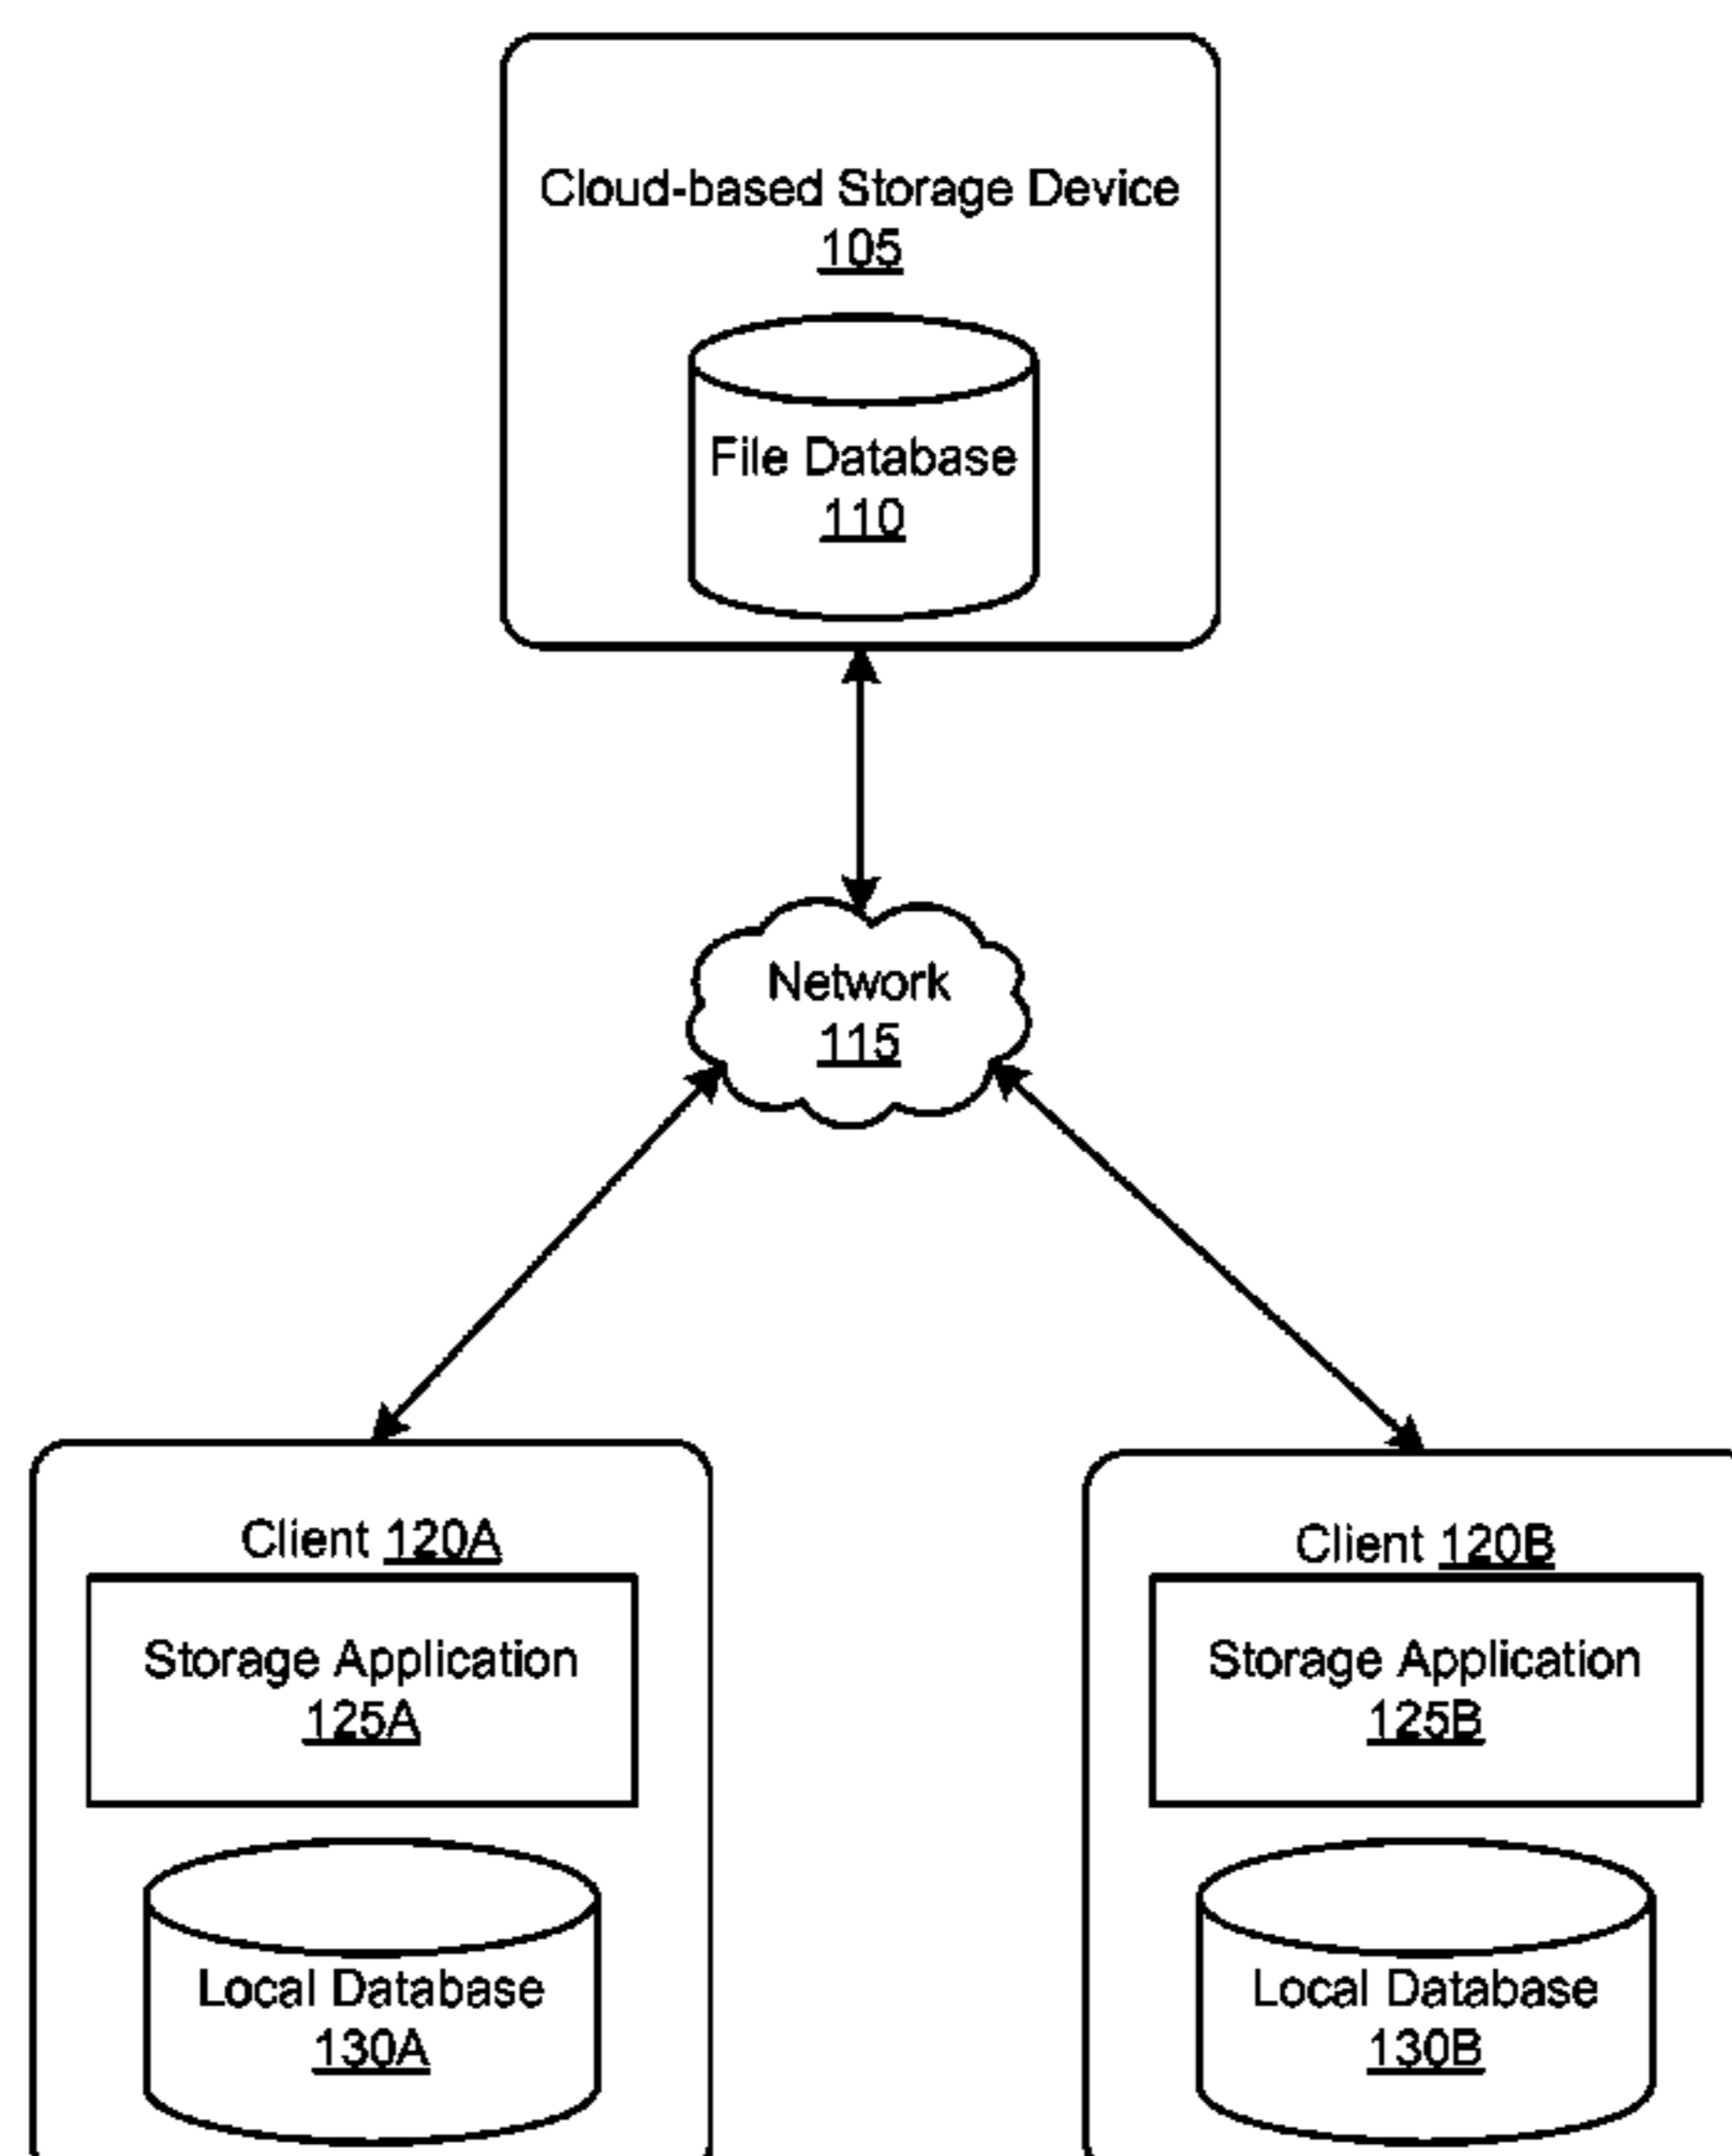 Cloud-based Storage Device
105
File Database
110
Network
115
Client 120A
Storage Application
125A
Local Database
130A
Client 120B
Storage Application
125B
Local Database
130B